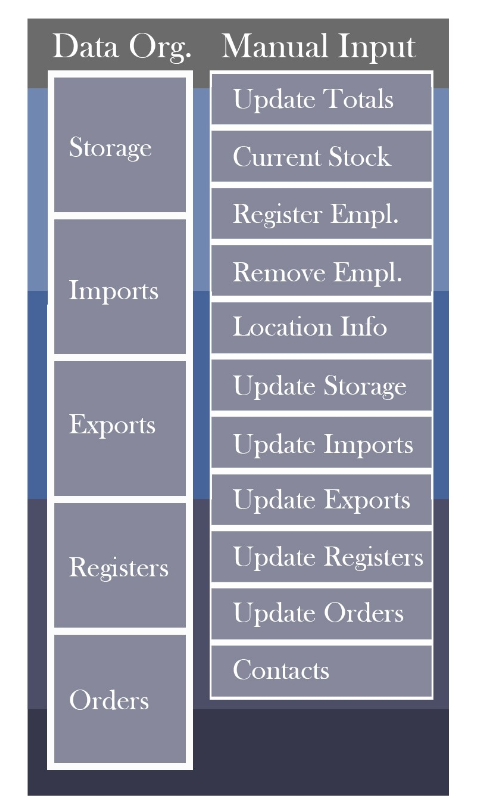 Data Org.
Manual Input
Storage
Imports
Exports
Registers
Orders
Update Totals
Current Stock
Register Empl.
Remove Empl.
Location Info
Update Storage
Update Imports
Update Exports
Update Registers
Update Orders
Contacts